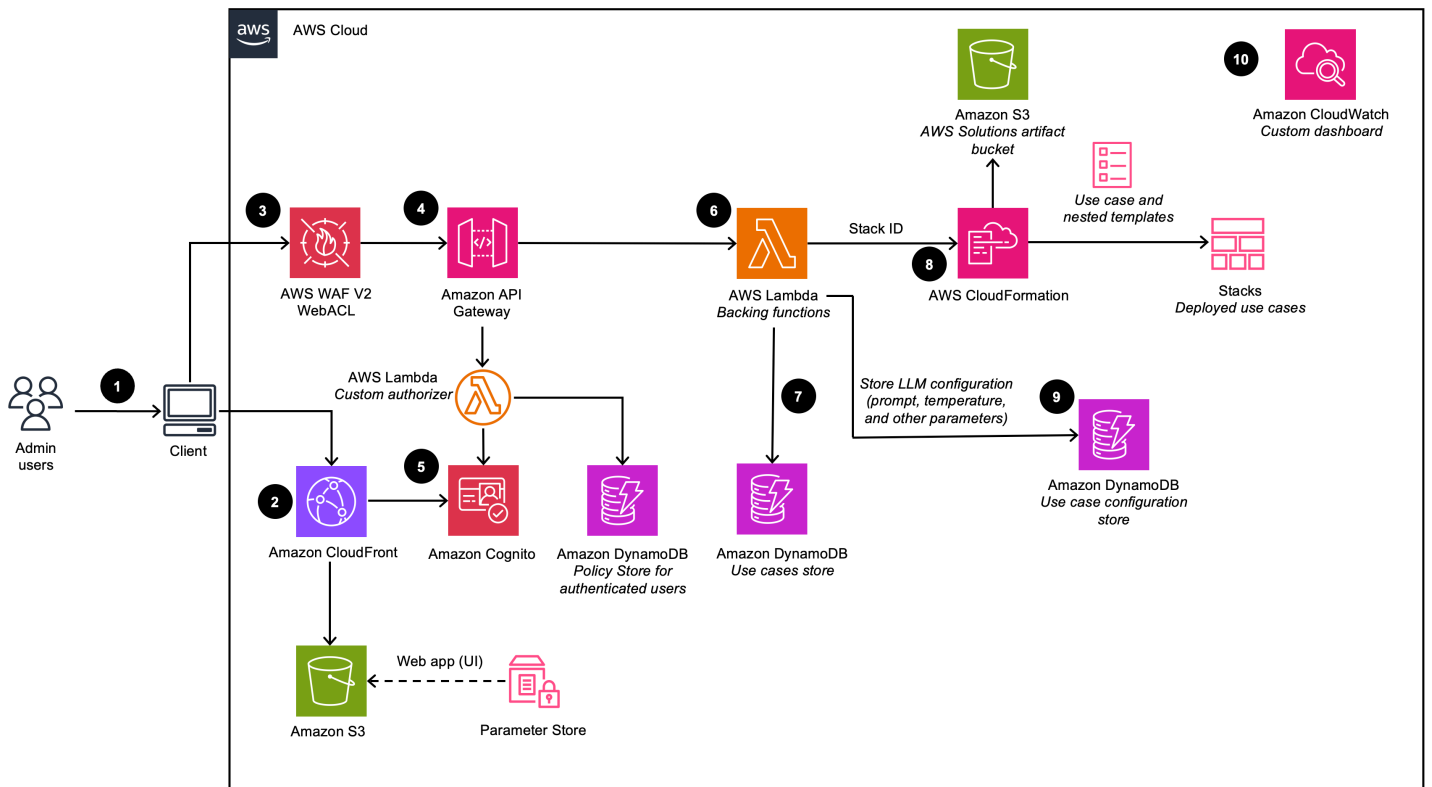 aws
AWS Cloud
10
Amazon S3
AWS Solutions artifact
bucket
Amazon CloudWatch
Custom dashboard
Use case and
nested templates
3
4
6
Stack ID
8
AWS WAF V2
WebACL
Amazon API
Gateway
AWS Lambda
Backing functions
AWS CloudFormation
Stacks
Deployed use cases
1
Admin
users
Client
AWS Lambda
Custom authorizer
7
Store LLM configuration
(prompt, temperature,
and other parameters)
9
2
5
Amazon CloudFront
Amazon Cognito
Amazon DynamoDB
Policy Store for
authenticated users
Amazon DynamoDB
Use cases store
Amazon DynamoDB
Use case configuration
store
Web app (UI)
Amazon S3
Parameter Store